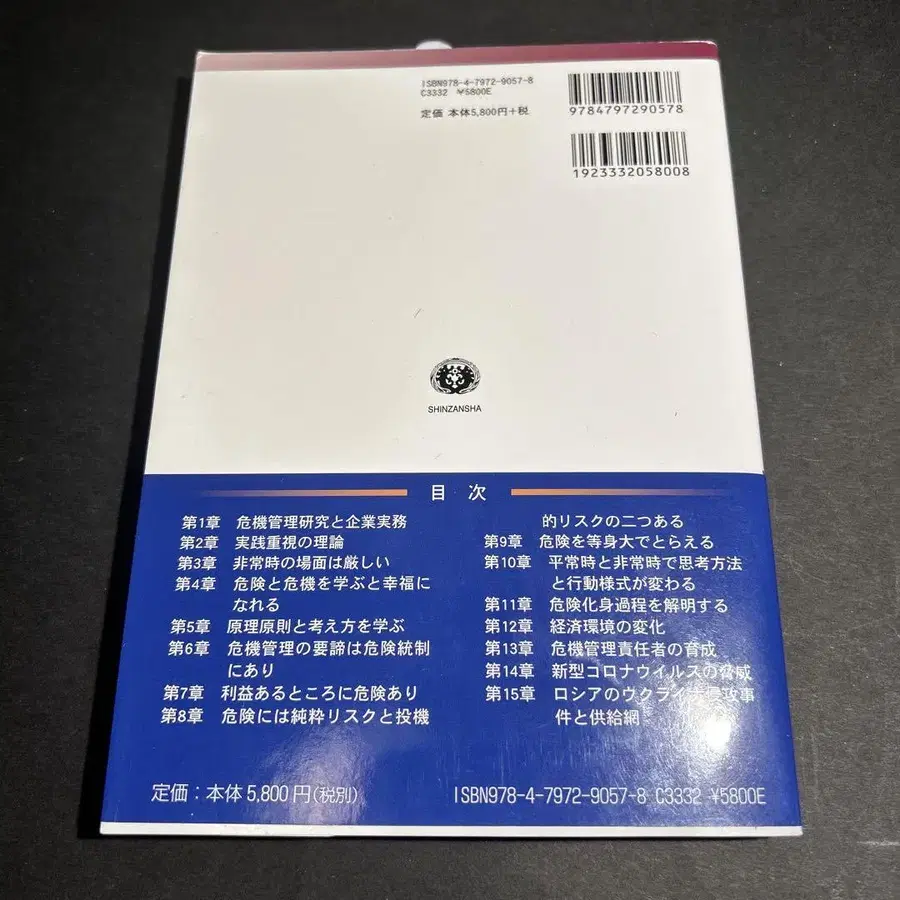 ISBN978-4-7972-9057-8
C3332 ¥5800E
定価 本体5,800円+税
9784797290578
1923332058008
SHINZANSHA
目 次
第1章 危機管理研究と企業実務
第2章 実践重視の理論
第3章 非常時の場面は厳しい
第4章 危険と危機を学ぶと幸福に
なれる
第5章 原理原則と考え方を学ぶ
第6章 危機管理の要諦は危険統制
にあり
第7章 利益あるところに危険あり
第8章 危険には純粋リスクと投機
的リスクの二つある
第9章 危険を等身大でとらえる
第10章 平常時と非常時で思考方法
と行動様式が変わる
第11章 危険化身過程を解明する
第12章 経済環境の変化
第13章 危機管理責任者の育成
第14章 新型コロナウイルスの脅威
第15章 ロシアのウクライナ侵攻事
件と供給網
定価:本体5,800円(税別)
ISBN978-4-7972-9057-8 C3332 ¥5800E